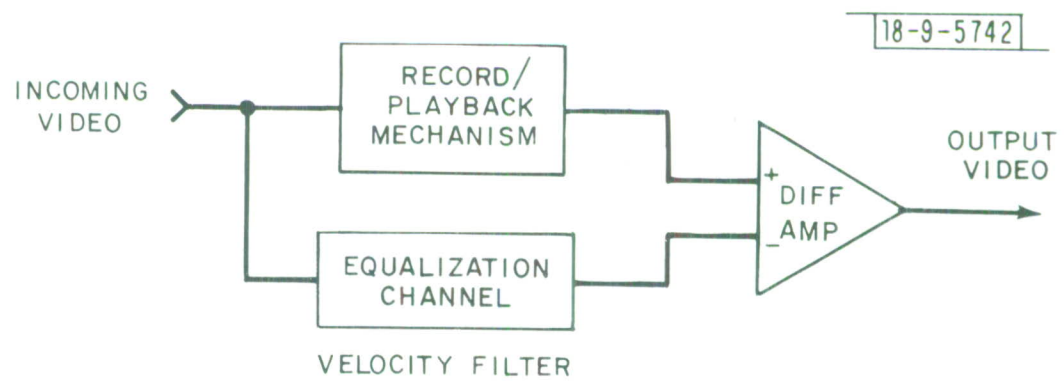 18-9-5742
INCOMING
VIDEO
RECORD/
PLAYBACK
MECHANISM
EQUALIZATION
CHANNEL
+
DIFF
AMP
-
OUTPUT
VIDEO
VELOCITY FILTER